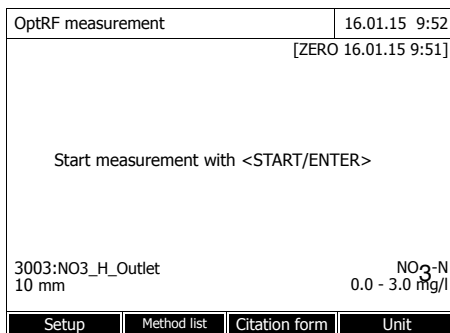 OptRF measurement 16.01.15 9:52
[ZERO 16.01.15 9:51]
Start measurement with <START/ENTER>
3003:NO3_H_Outlet NO3-N
10 mm 0.0 - 3.0 mg/l
Setup Method list Citation form Unit